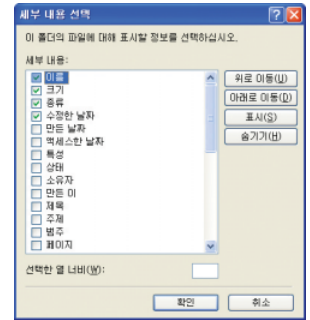 세부 내용 선택
이 폴더의 파일에 대해 표시할 정보를 선택하십시오.
세부 내용:
이름
크기
종류
수정한 날짜
만든 날짜
액세스한 날짜
특성
상태
소유자
만든 이
제목
주제
범주
페이지
위로 이동(U)
아래로 이동(D)
표시(S)
숨기기(H)
선택한 열 너비(W):
확인
취소